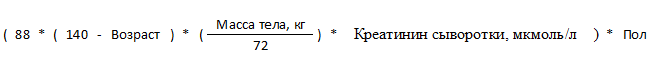 ( 88 * ( 140 - Возраст ) * ( Масса тела, кг / 72 ) * Креатинин сыворотки, мкмоль/л ) * Пол